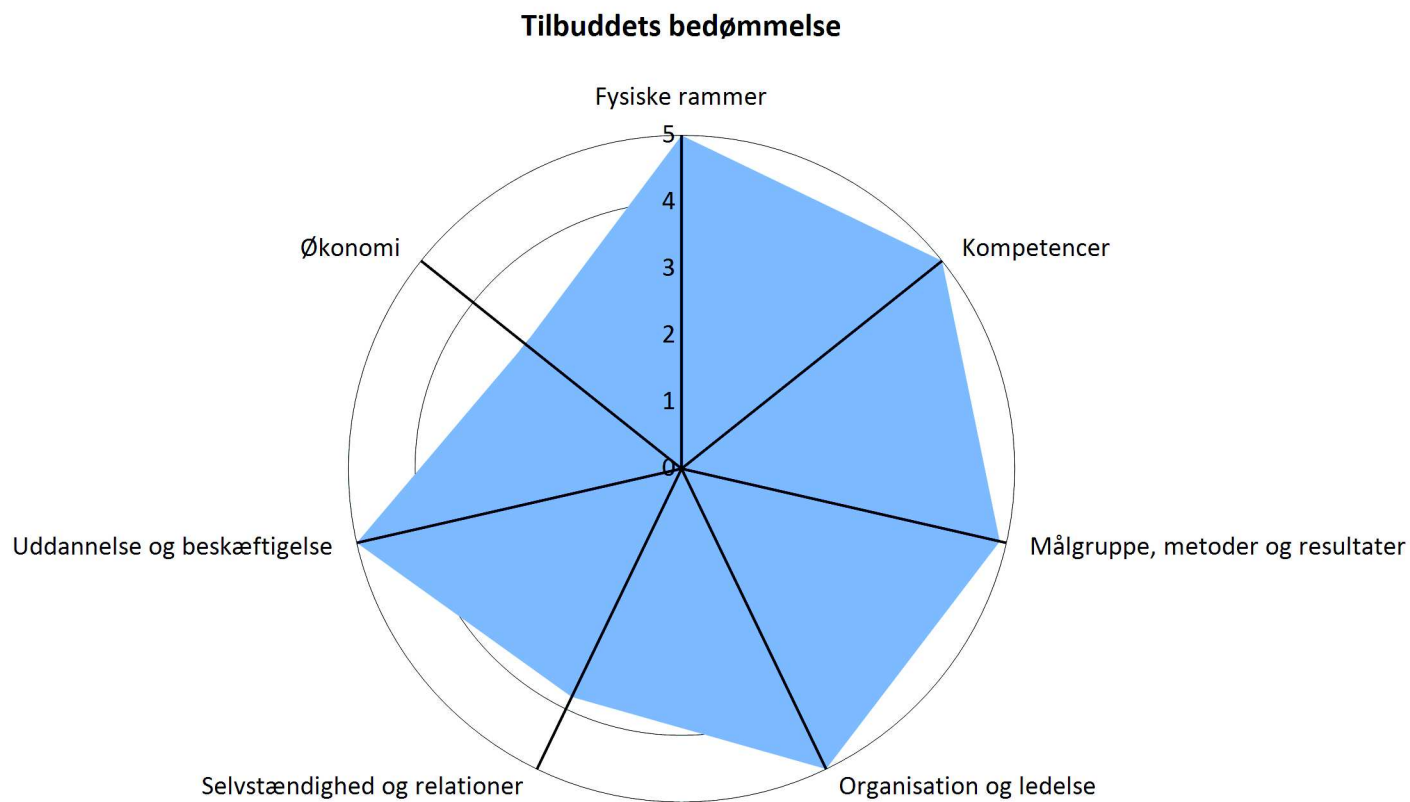 Tilbuddets bedømmelse
Fysiske rammer
5
4
Økonomi
Kompetencer
3
2
1
0
Uddannelse og beskæftigelse
Målgruppe, metoder og resultater
Selvstændighed og relationer
Organisation og ledelse